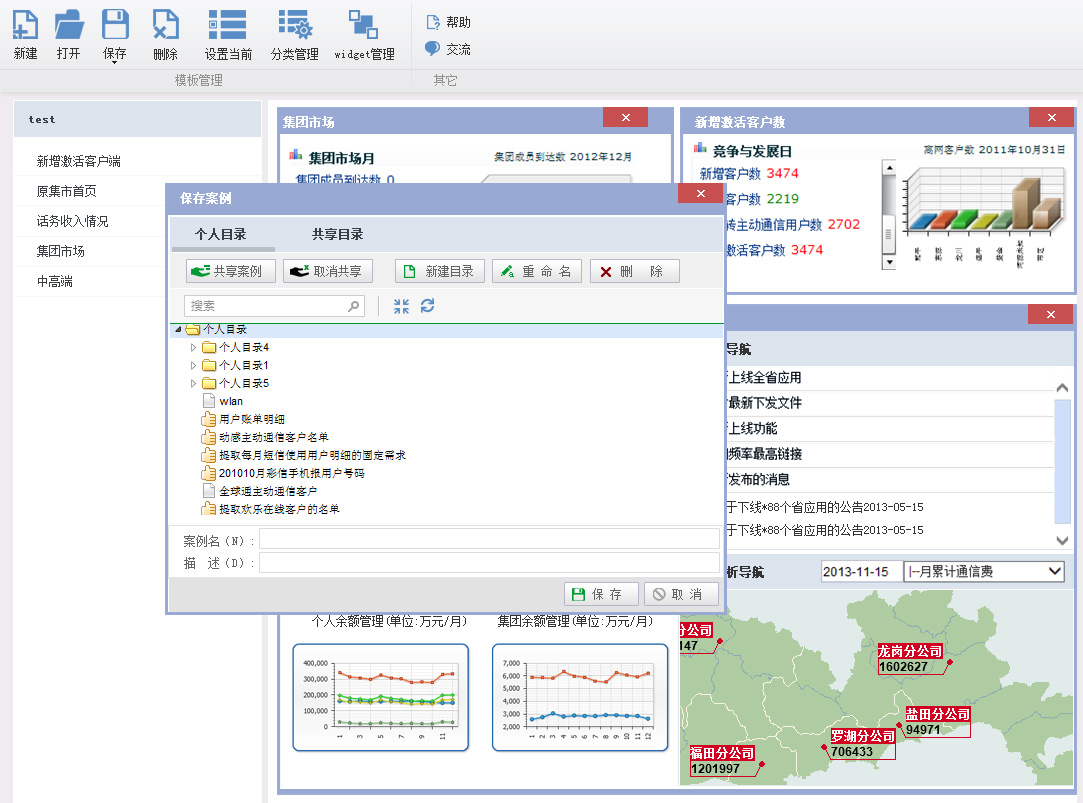 新建 打开 保存 删除 设置当前 分类管理 widget管理
帮助
交流
模板管理 其它
test
新增激活客户端
原集市首页
话务收入情况
集团市场
中高端
集团市场
集团市场月 集团成员到达数 2012年12月
集团成员到达数 0
新增激活客户数
竞争与发展日 离网客户数 2011年10月31日
新增客户数 3474
客户数 2219
主动通信用户数 2702
激活客户数 3474
保存案例
个人目录 共享目录
共享案例 取消共享 新建目录 重 命 名 删 除
搜索
个人目录
个人目录4
个人目录1
个人目录5
wlan
用户账单明细
动感主动通信客户名单
提取每月短信使用用户明细的固定需求
201010月彩信手机报用户号码
全球通主动通信客户
提取欢乐在线客户的名单
案例名(N):
描 述(D):
保 存 取 消
导航
上线全省应用
最新下发文件
上线功能
频率最高链接
发布的消息
于下线*88个省应用的公告2013-05-15
于下线*88个省应用的公告2013-05-15
析导航 2013-11-15 |--月累计通信费
个人余额管理(单位:万元/月) 集团余额管理(单位:万元/月)
400,000
300,000
200,000
100,000
0
1 3 5 7 9 11
7,000
6,000
5,000
4,000
3,000
2,000
1 2 3 4 5 6 7 8 9 10 11 12
分公司
147
龙岗分公司
1602627
盐田分公司
94971
罗湖分公司
706433
福田分公司
1201997